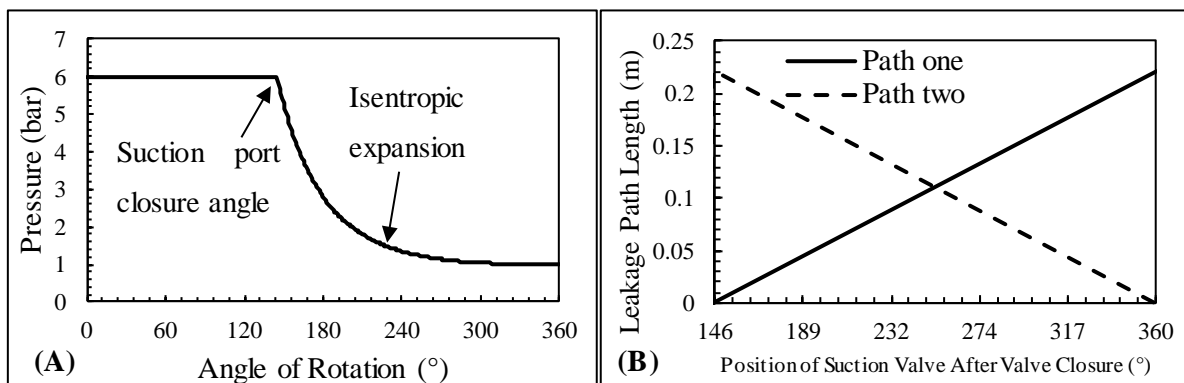 7
6
5
4
3
2
1
0
Pressure (bar)
Suction port
closure angle
Isentropic
expansion
0 60 120 180 240 300 360
Angle of Rotation (°)
(A)
0.25
0.2
0.15
0.1
0.05
0
Leakage Path Length (m)
Path one
Path two
146 189 232 274 317 360
Position of Suction Valve After Valve Closure (°)
(B)